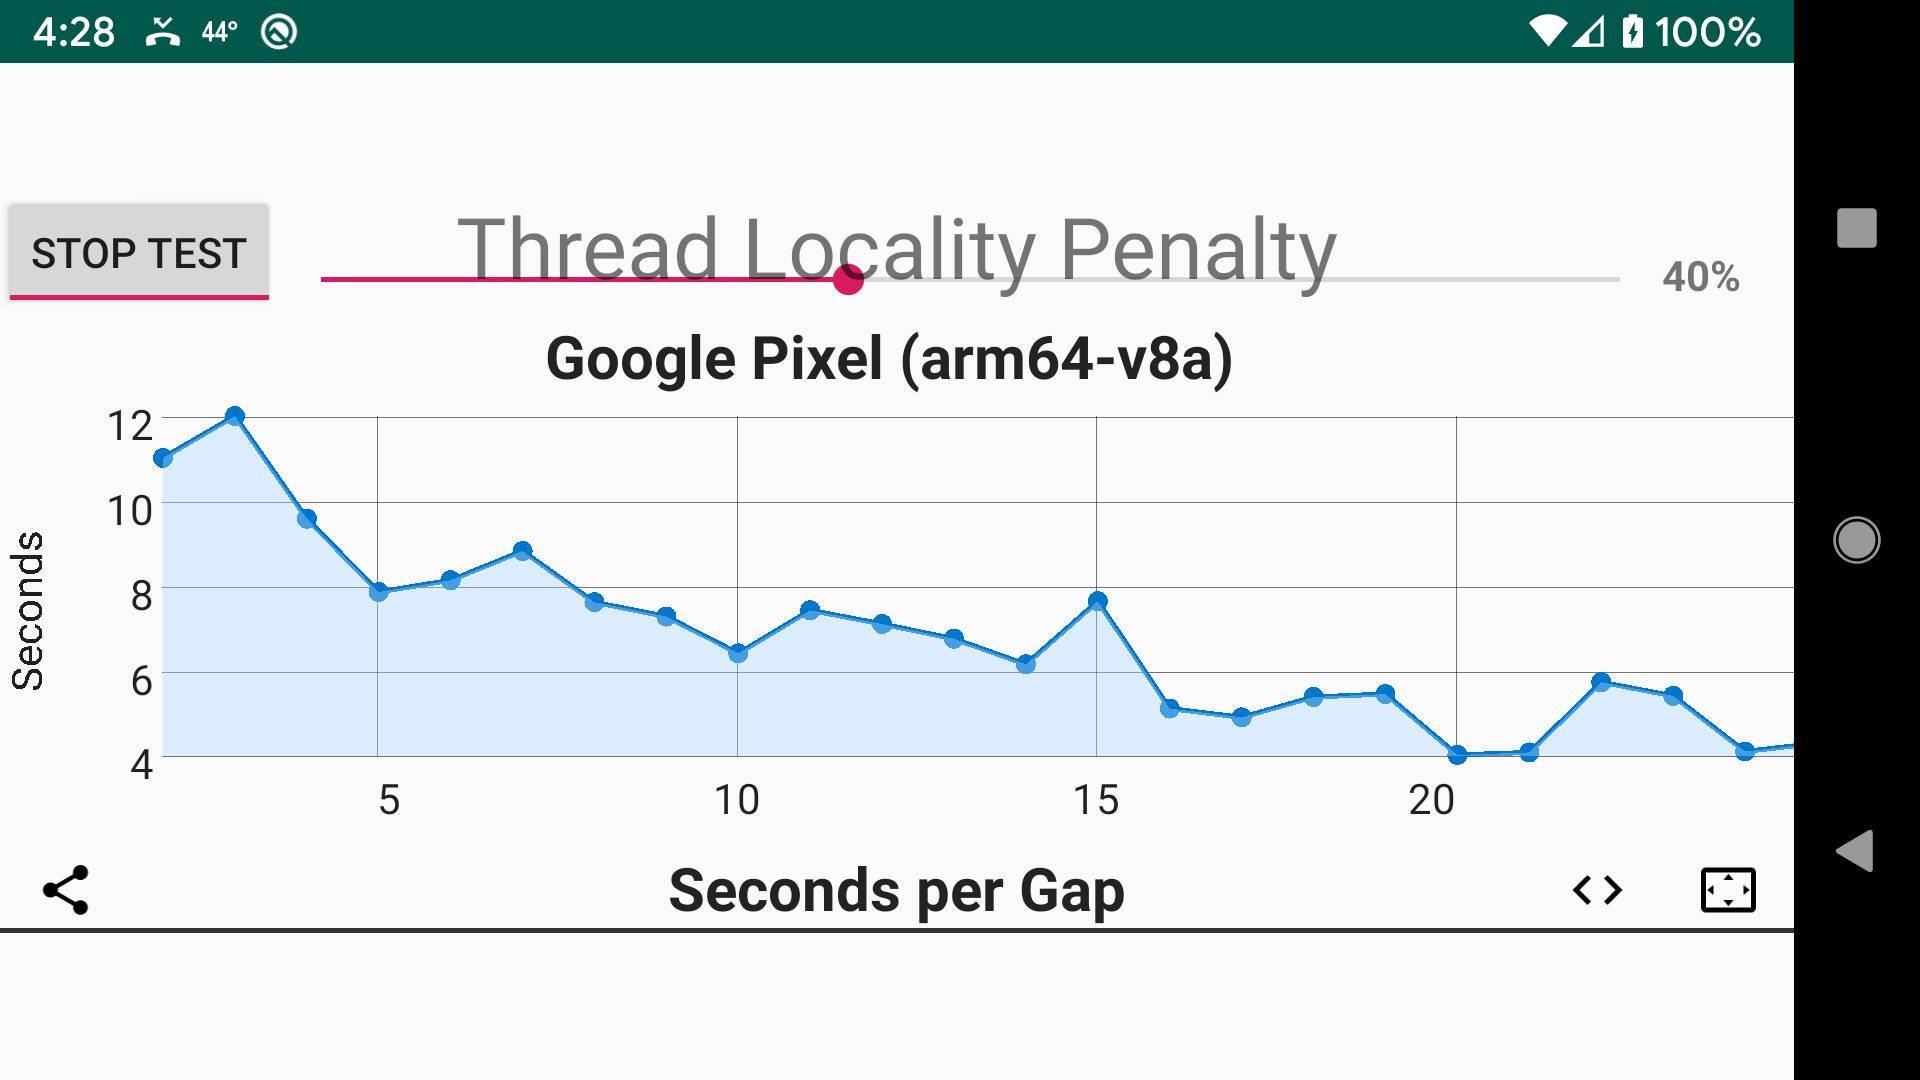 4:28 44° 100%
Thread Locality Penalty
STOP TEST
40%
Google Pixel (arm64-v8a)
Seconds
12
10
8
6
4
5 10 15 20
Seconds per Gap